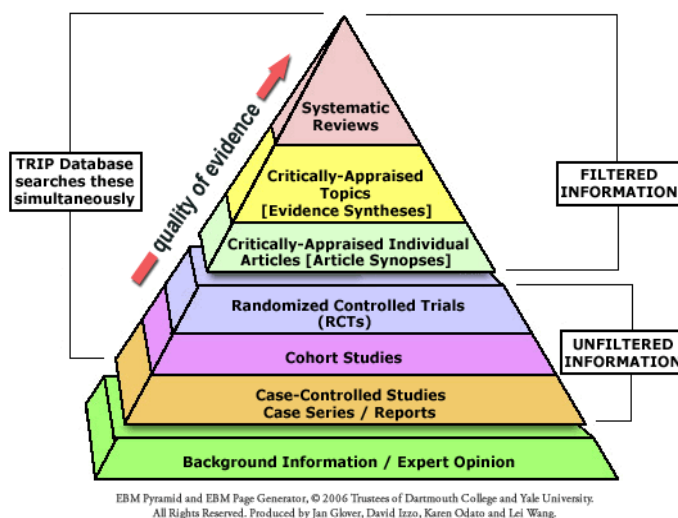 Systematic
Reviews
quality of evidence
TRIP Database
searches these
simultaneously
Critically-Appraised
Topics
[Evidence Syntheses]
FILTERED
INFORMATION
Critically-Appraised Individual
Articles [Article Synopses]
Randomized Controlled Trials
(RCTs)
UNFILTERED
INFORMATION
Cohort Studies
Case-Controlled Studies
Case Series / Reports
Background Information / Expert Opinion
EBM Pyramid and EBM Page Generator, © 2006 Trustees of Dartmouth College and Yale University.
All Rights Reserved. Produced by Jan Glover, David Izzo, Karen Odato and Lei Wang.